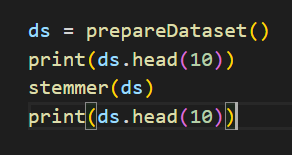 ds = prepareDataset()
print(ds.head(10))
stemmer(ds)
print(ds.head(10))